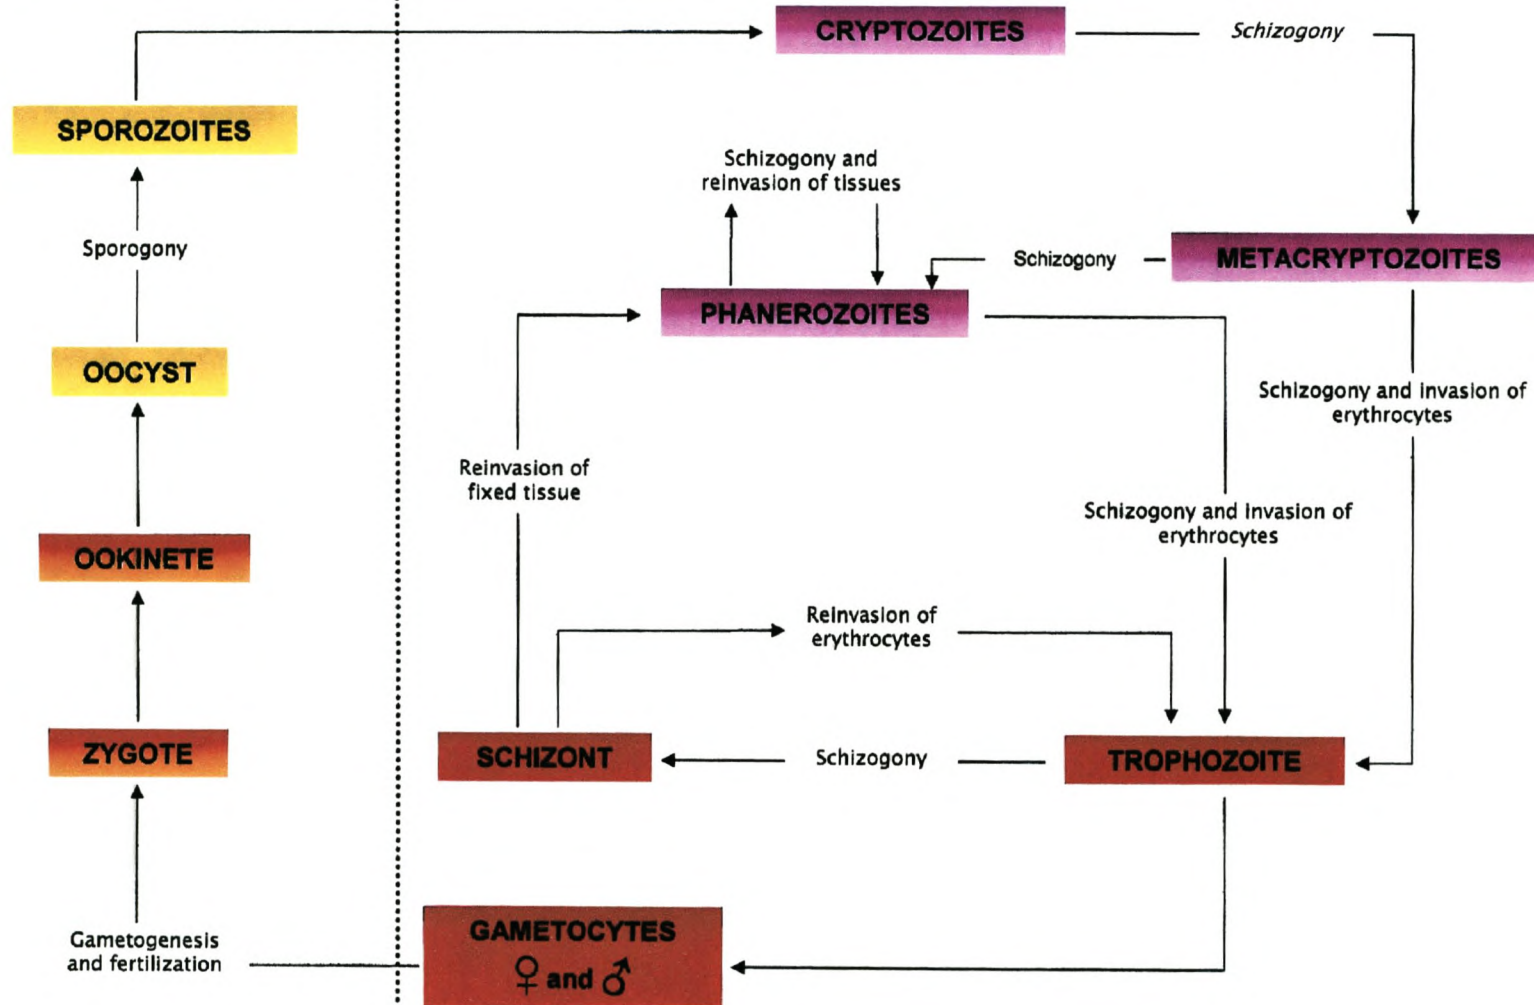 CRYPTOZOITES
Schizogony
SPOROZOITES
Schizogony and
reinvasion of tissues
Sporogony
Schizogony
METACRYPTOZOITES
PHANEROZOITES
OOCYST
Schizogony and invasion of
erythrocytes
Reinvasion of
fixed tissue
Schizogony and invasion of
erythrocytes
OOKINETE
Reinvasion of
erythrocytes
ZYGOTE
SCHIZONT
Schizogony
TROPHOZOITE
Gametogenesis
and fertilization
GAMETOCYTES
♀ and ♂